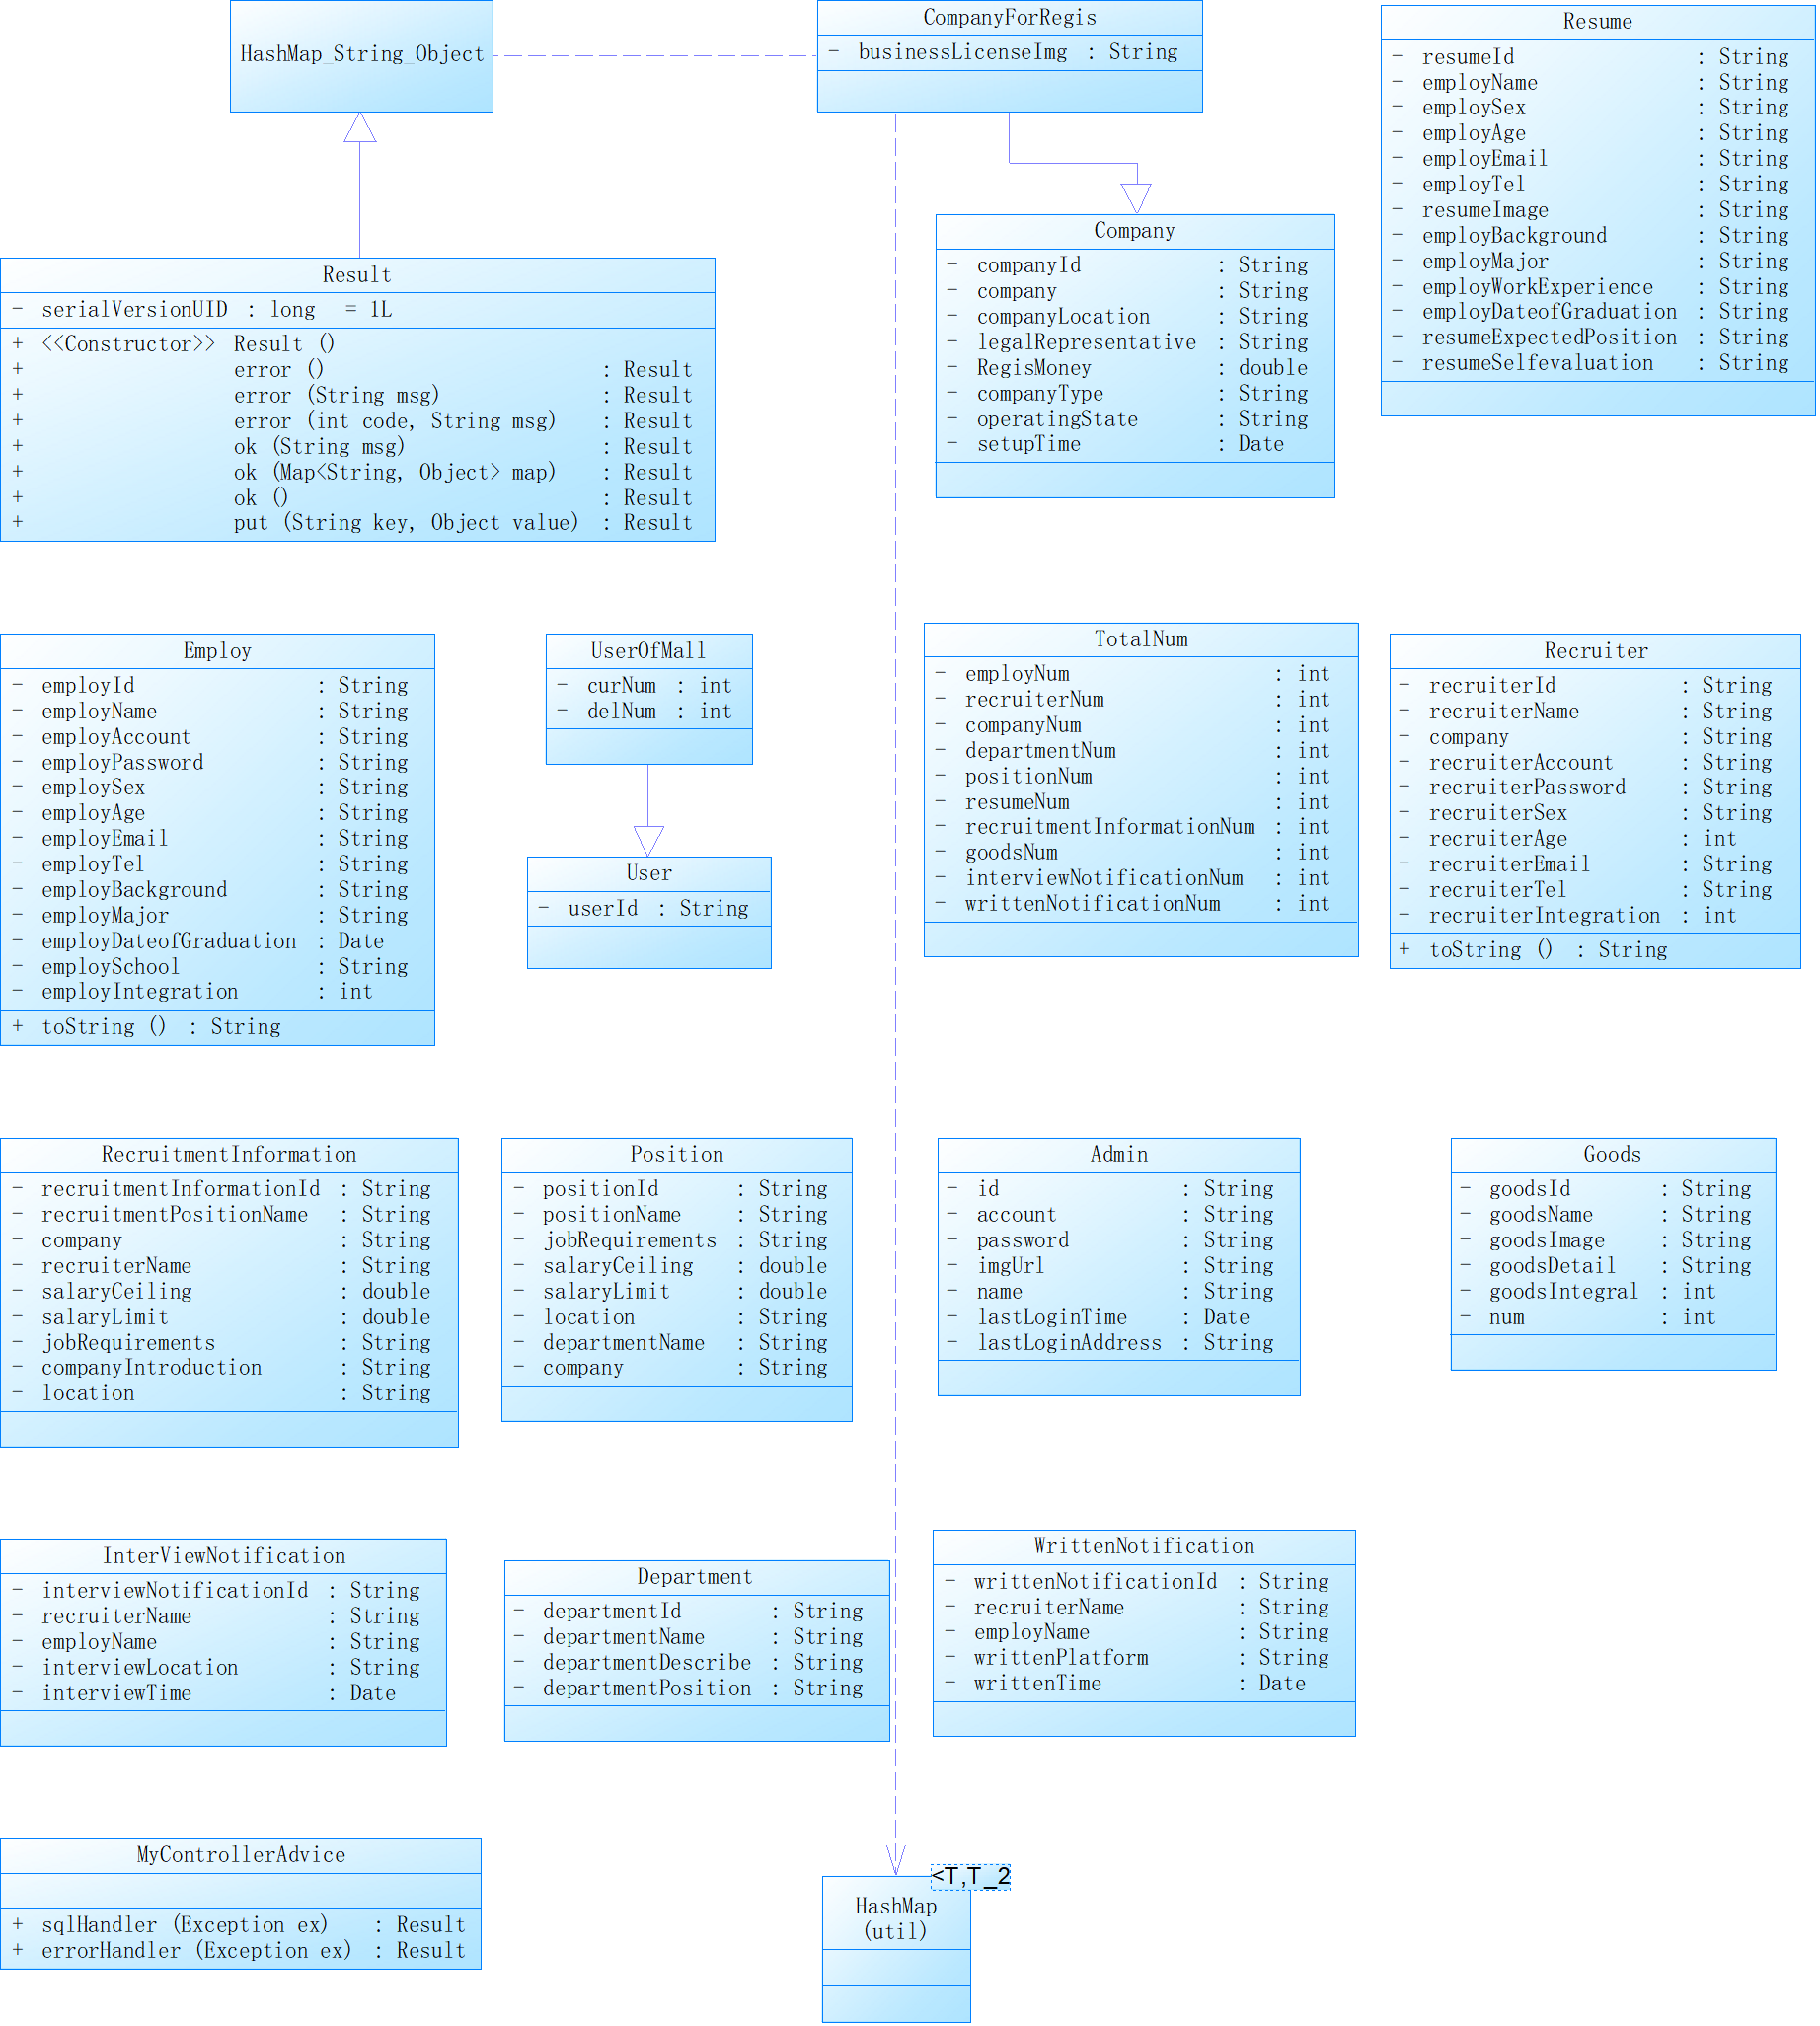 HashMap_String_Object
CompanyForRegis
- businessLicenseImg : String
Resume
- resumeId : String
- employName : String
- employSex : String
- employAge : String
- employEmail : String
- employTel : String
- resumeImage : String
- employBackground : String
- employMajor : String
- employWorkExperience : String
- employDateofGraduation : String
- resumeExpectedPosition : String
- resumeSelfevaluation : String
Company
- companyId : String
- company : String
- companyLocation : String
- legalRepresentative : String
- RegisMoney : double
- companyType : String
- operatingState : String
- setupTime : Date
Result
- serialVersionUID : long = 1L
+ <<Constructor>> Result ()
+ error () : Result
+ error (String msg) : Result
+ error (int code, String msg) : Result
+ ok (String msg) : Result
+ ok (Map<String, Object> map) : Result
+ ok () : Result
+ put (String key, Object value) : Result
Employ
- employId : String
- employName : String
- employAccount : String
- employPassword : String
- employSex : String
- employAge : String
- employEmail : String
- employTel : String
- employBackground : String
- employMajor : String
- employDateofGraduation : Date
- employSchool : String
- employIntegration : int
+ toString () : String
UserOfMall
- curNum : int
- delNum : int
User
- userId : String
TotalNum
- employNum : int
- recruiterNum : int
- companyNum : int
- departmentNum : int
- positionNum : int
- resumeNum : int
- recruitmentInformationNum : int
- goodsNum : int
- interviewNotificationNum : int
- writtenNotificationNum : int
Recruiter
- recruiterId : String
- recruiterName : String
- company : String
- recruiterAccount : String
- recruiterPassword : String
- recruiterSex : String
- recruiterAge : int
- recruiterEmail : String
- recruiterTel : String
- recruiterIntegration : int
+ toString () : String
RecruitmentInformation
- recruitmentInformationId : String
- recruitmentPositionName : String
- company : String
- recruiterName : String
- salaryCeiling : double
- salaryLimit : double
- jobRequirements : String
- companyIntroduction : String
- location : String
Position
- positionId : String
- positionName : String
- jobRequirements : String
- salaryCeiling : double
- salaryLimit : double
- location : String
- departmentName : String
- company : String
Admin
- id : String
- account : String
- password : String
- imgUrl : String
- name : String
- lastLoginTime : Date
- lastLoginAddress : String
Goods
- goodsId : String
- goodsName : String
- goodsImage : String
- goodsDetail : String
- goodsIntegral : int
- num : int
InterViewNotification
- interviewNotificationId : String
- recruiterName : String
- employName : String
- interviewLocation : String
- interviewTime : Date
Department
- departmentId : String
- departmentName : String
- departmentDescribe : String
- departmentPosition : String
WrittenNotification
- writtenNotificationId : String
- recruiterName : String
- employName : String
- writtenPlatform : String
- writtenTime : Date
MyControllerAdvice
+ sqlHandler (Exception ex) : Result
+ errorHandler (Exception ex) : Result
<T,T_2
HashMap
(util)